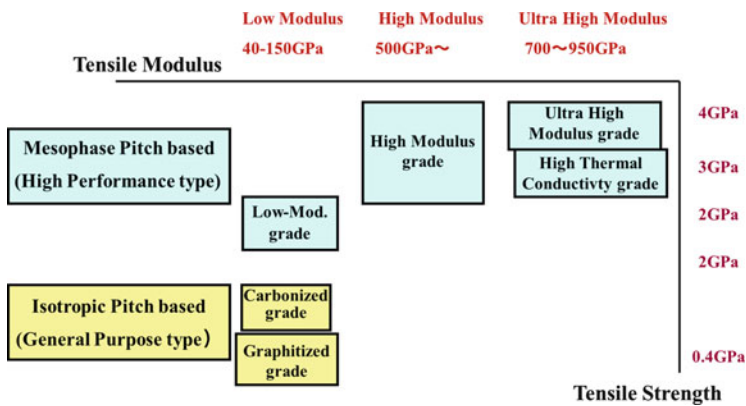 Low Modulus
High Modulus
Ultra High Modulus
40-150GPa
500GPa～
700～950GPa
Tensile Modulus
Mesophase Pitch based
(High Performance type)
High Modulus
grade
Ultra High
Modulus grade
High Thermal
Conductivty grade
4GPa
3GPa
2GPa
2GPa
0.4GPa
Low-Mod.
grade
Isotropic Pitch based
(General Purpose type）
Carbonized
grade
Graphitized
grade
Tensile Strength